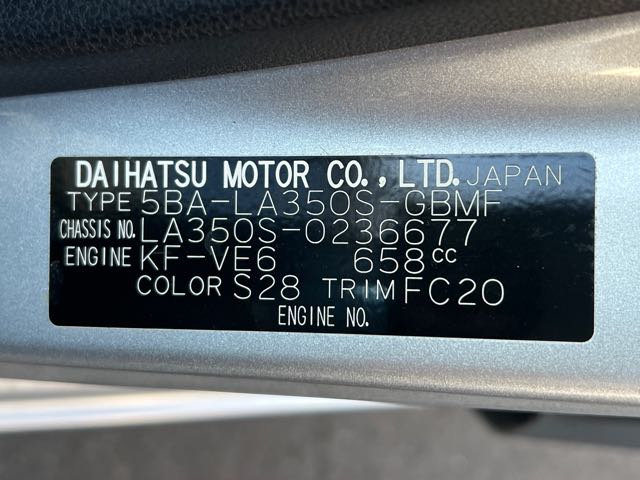 DAIHATSU MOTOR CO., LTD. JAPAN
TYPE 5BA-LA350S-GBMF
CHASSIS NO. LA350S-0236677
ENGINE KF-VE6 658cc
COLOR S28 TRIM FC20
ENGINE NO.